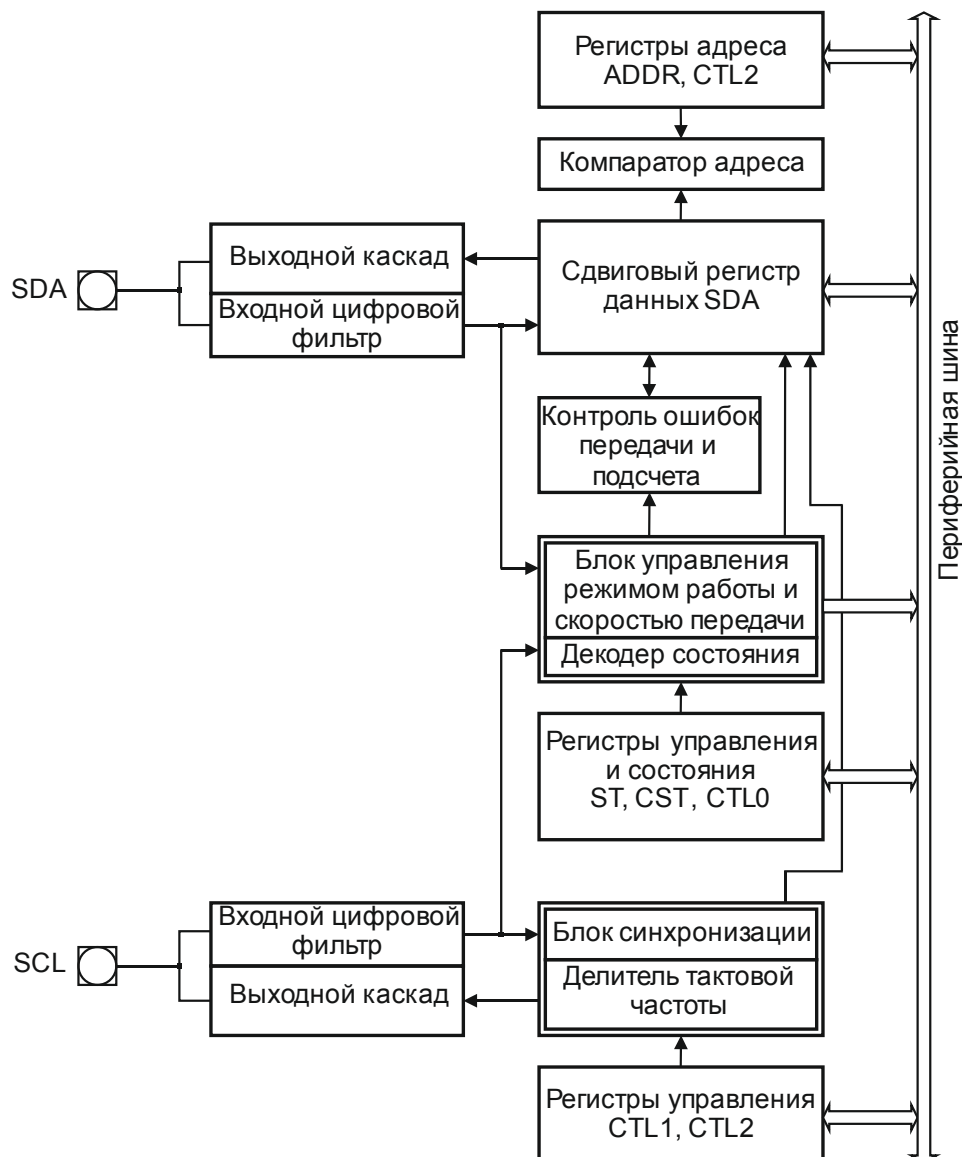 Регистры адреса
ADDR, CTL2
Компаратор адреса
Выходной каскад
Сдвиговый регистр
данных SDA
SDA
Входной цифровой
фильтр
Контроль ошибок
передачи и
подсчета
Периферийная шина
Блок управления
режимом работы и
скоростью передачи
Декодер состояния
Регистры управления
и состояния
ST, CST, CTL0
Входной цифровой
фильтр
Блок синхронизации
SCL
Выходной каскад
Делитель тактовой
частоты
Регистры управления
CTL1, CTL2